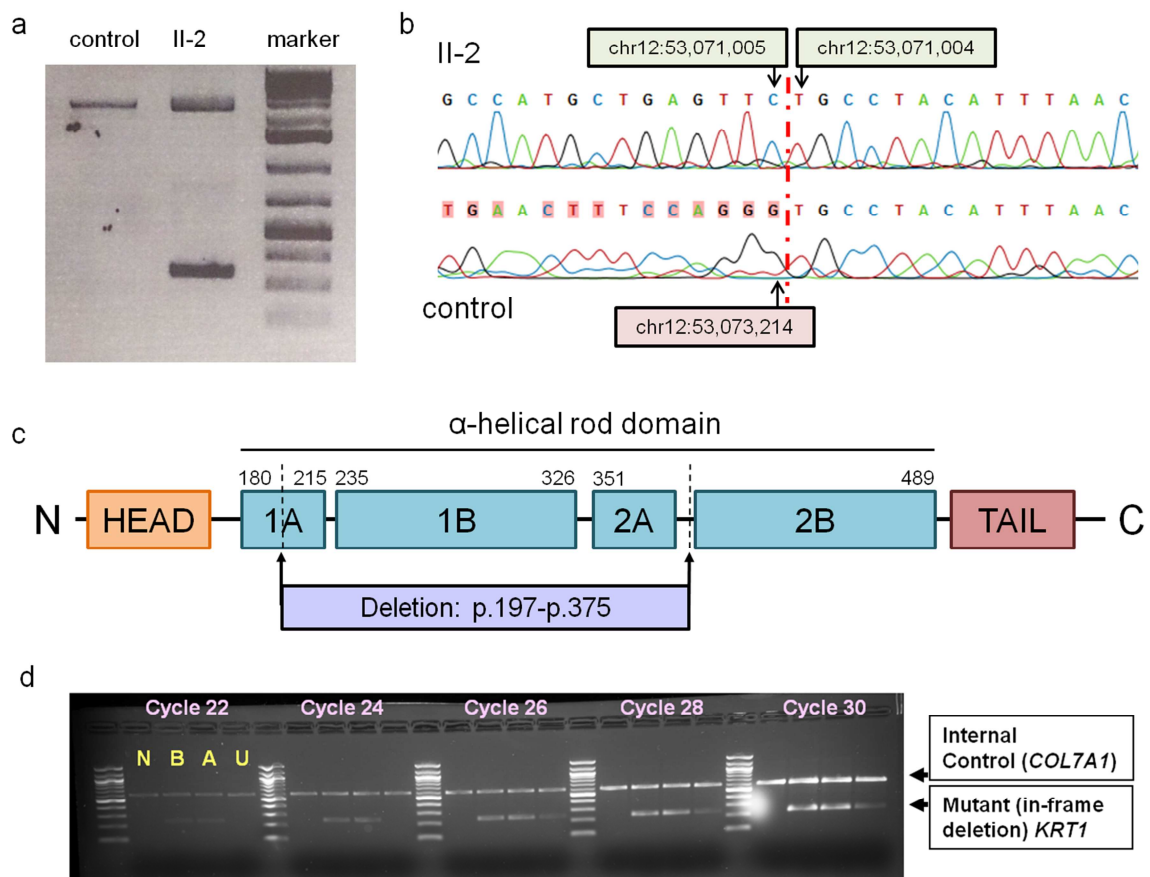 a
control II-2 marker
b
II-2
chr12:53,071,005 chr12:53,071,004
G C C A T G C T G A G T T C T G C C T A C A T T T A A C
T G A A C T T T C C A G G G T G C C T A C A T T T A A C
control
chr12:53,073,214
c
α-helical rod domain
180 215 235 326 351 489
N HEAD 1A 1B 2A 2B TAIL C
Deletion: p.197-p.375
d
Cycle 22 Cycle 24 Cycle 26 Cycle 28 Cycle 30
N B A U
Internal
Control (COL7A1)
Mutant (in-frame
deletion) KRT1